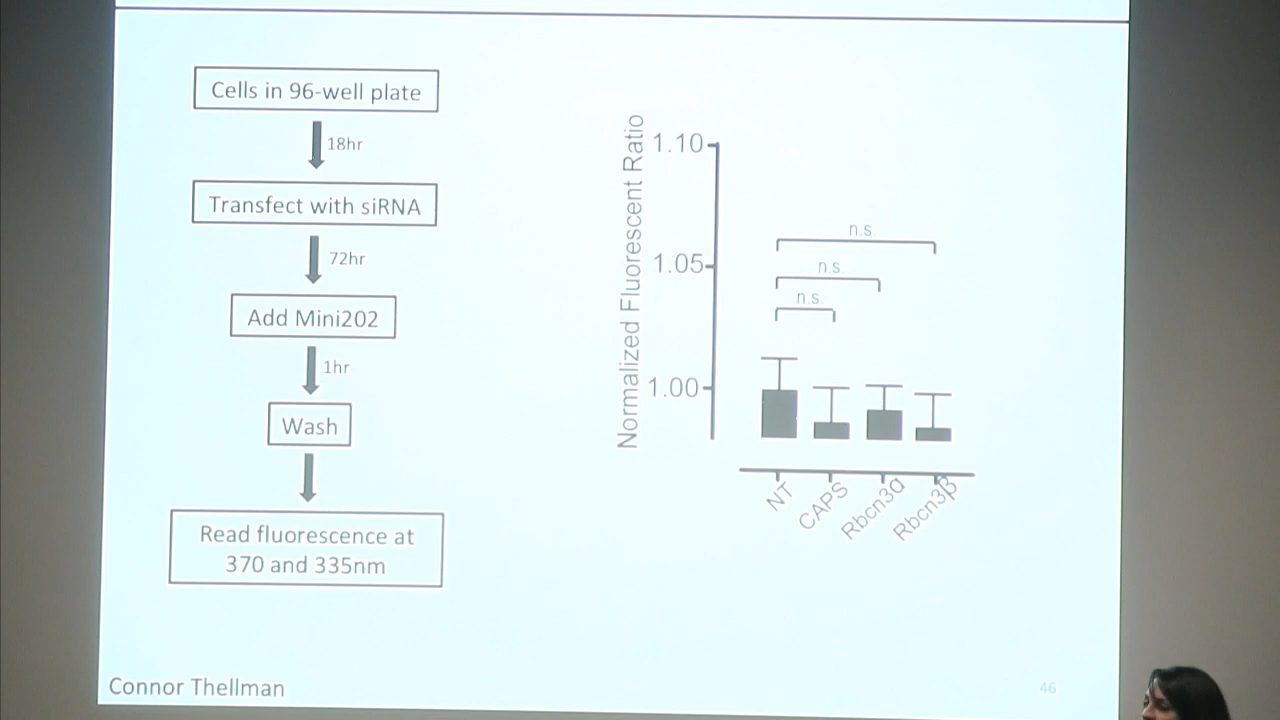 Cells in 96-well plate
18hr
Transfect with siRNA
72hr
Add Mini202
1hr
Wash
Read fluorescence at
370 and 335nm
Normalized Fluorescent Ratio
1.10
1.05
1.00
n.s.
n.s.
n.s.
NT
CAPS
Rbcn3α
Rbcn3β
Connor Thellman
46